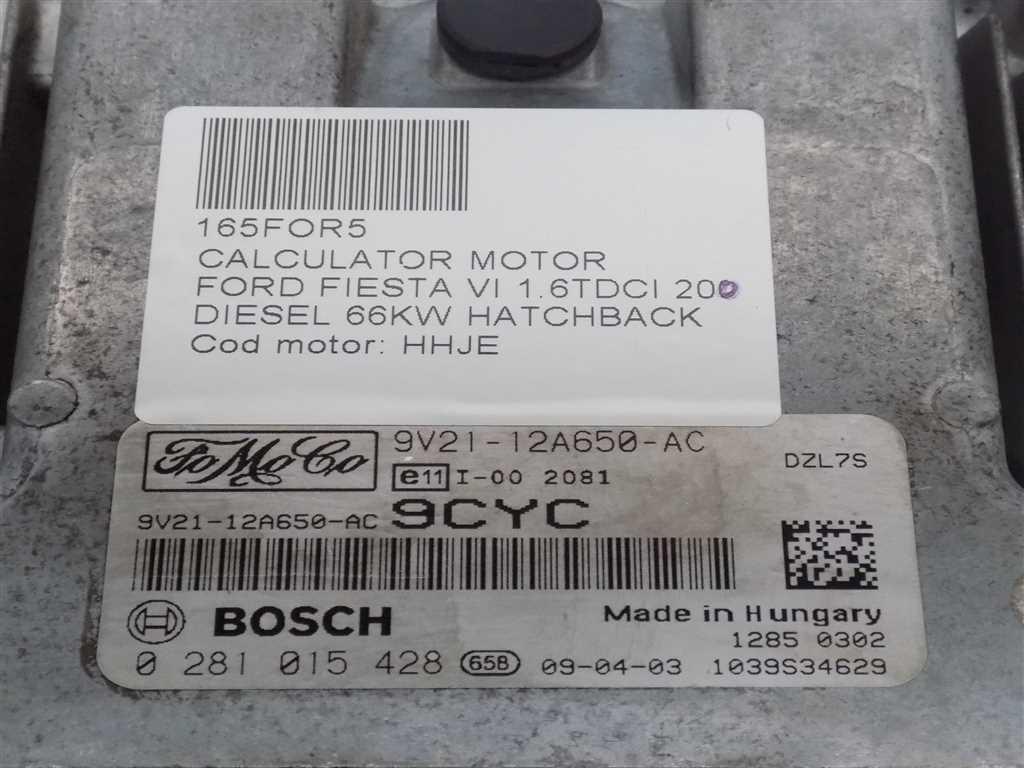 165FOR5
CALCULATOR MOTOR
FORD FIESTA VI 1.6TDCI 200
DIESEL 66KW HATCHBACK
Cod motor: HHJE
FoMoCo 9V21-12A650-AC DZL7S
e11 I-00 2081
9V21-12A650-AC 9CYC
BOSCH Made in Hungary
1285 0302
0 281 015 428 65B 09-04-03 1039S34629